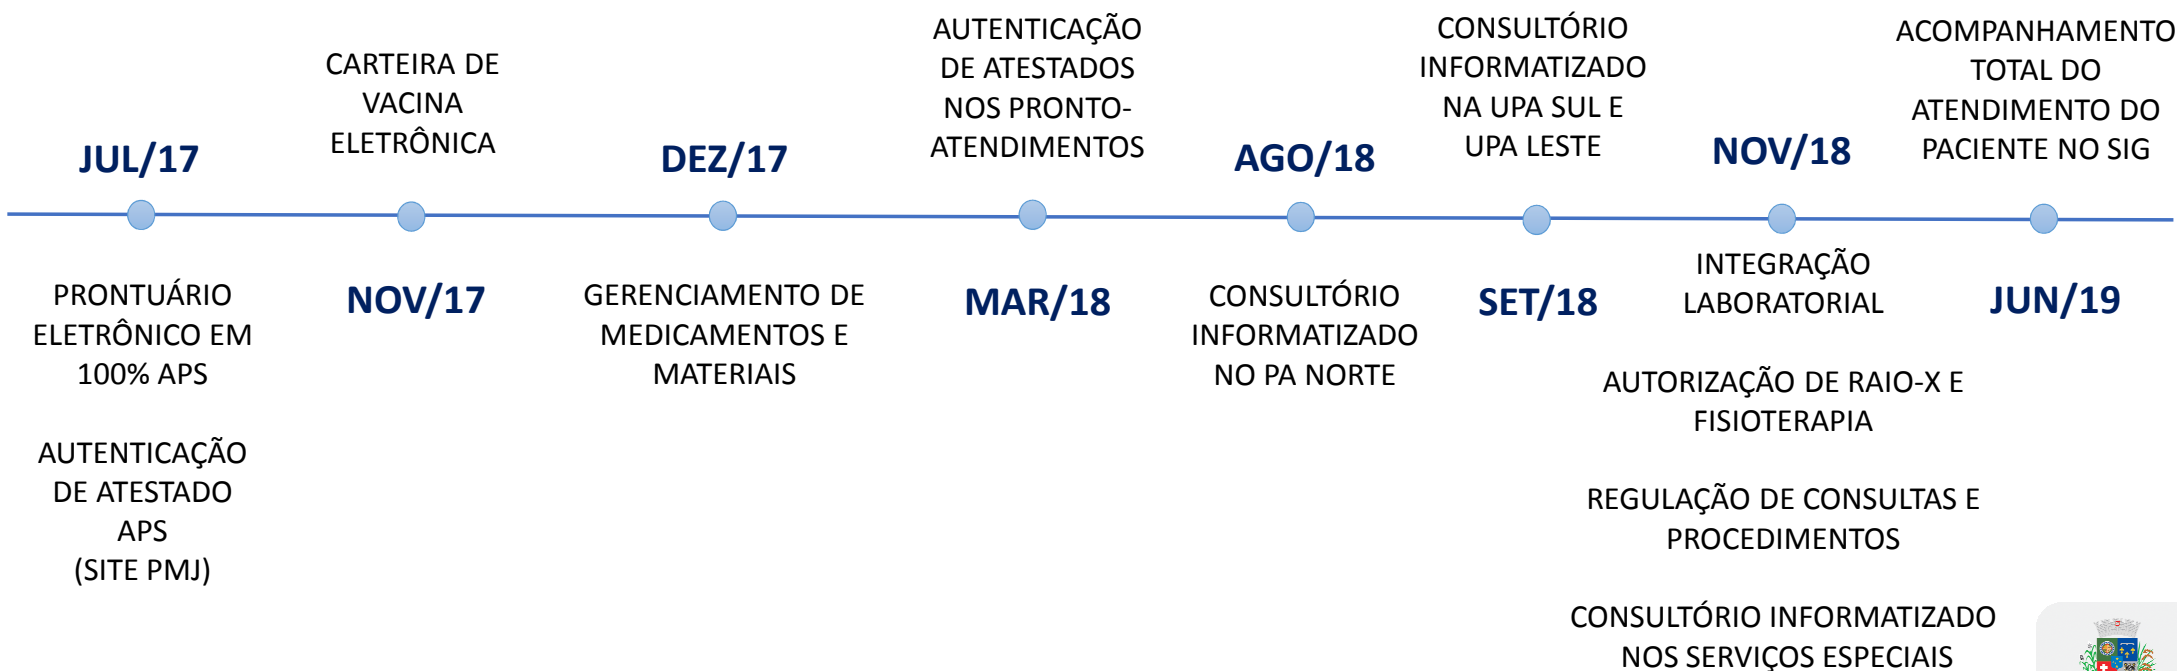 JUL/17
PRONTUÁRIO
ELETRÔNICO EM
100% APS
AUTENTICAÇÃO
DE ATESTADO
APS
(SITE PMJ)
CARTEIRA DE
VACINA
ELETRÔNICA
NOV/17
DEZ/17
GERENCIAMENTO DE
MEDICAMENTOS E
MATERIAIS
AUTENTICAÇÃO
DE ATESTADOS
NOS PRONTO-
ATENDIMENTOS
MAR/18
AGO/18
CONSULTÓRIO
INFORMATIZADO
NO PA NORTE
CONSULTÓRIO
INFORMATIZADO
NA UPA SUL E
UPA LESTE
SET/18
NOV/18
INTEGRAÇÃO
LABORATORIAL
AUTORIZAÇÃO DE RAIO-X E
FISIOTERAPIA
REGULAÇÃO DE CONSULTAS E
PROCEDIMENTOS
CONSULTÓRIO INFORMATIZADO
NOS SERVIÇOS ESPECIAIS
ACOMPANHAMENTO
TOTAL DO
ATENDIMENTO DO
PACIENTE NO SIG
JUN/19